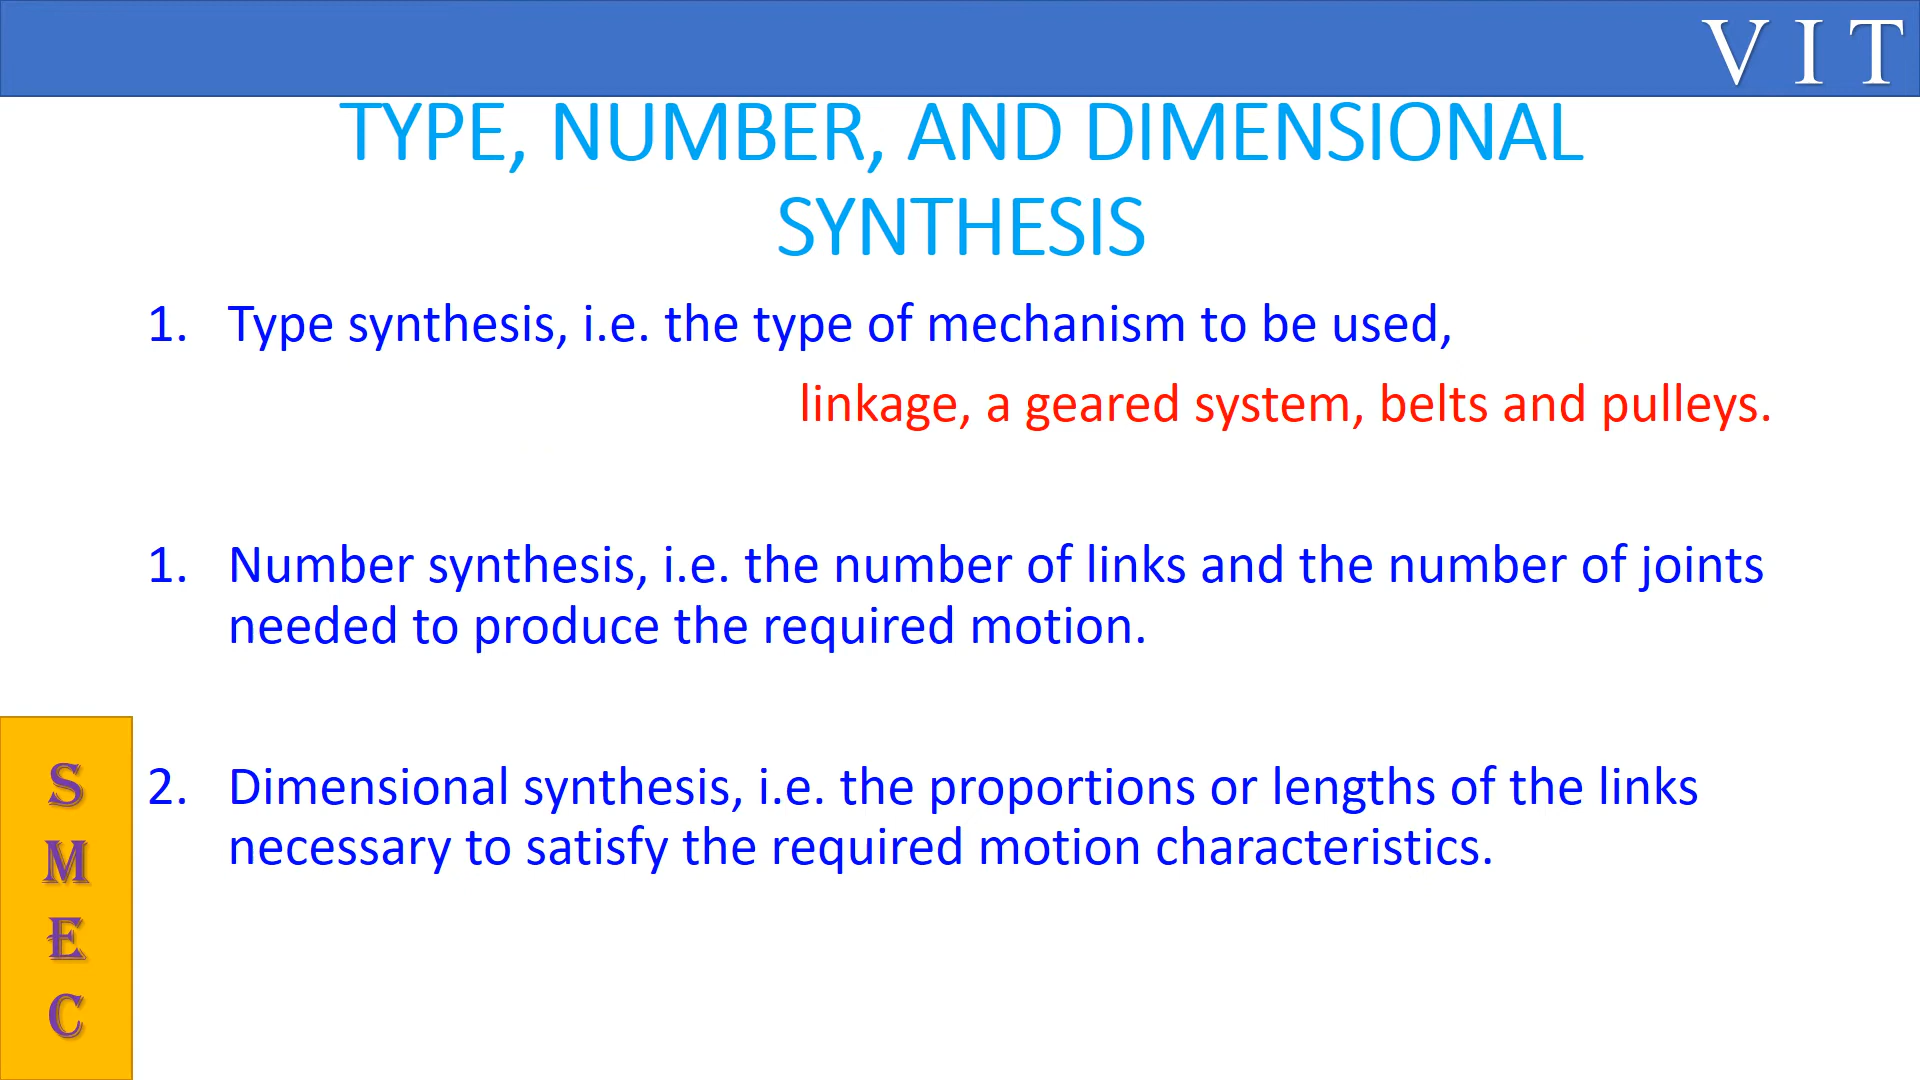 V I T
TYPE, NUMBER, AND DIMENSIONAL
SYNTHESIS
1. Type synthesis, i.e. the type of mechanism to be used,
linkage, a geared system, belts and pulleys.
1. Number synthesis, i.e. the number of links and the number of joints
needed to produce the required motion.
2. Dimensional synthesis, i.e. the proportions or lengths of the links
necessary to satisfy the required motion characteristics.
S
M
E
C